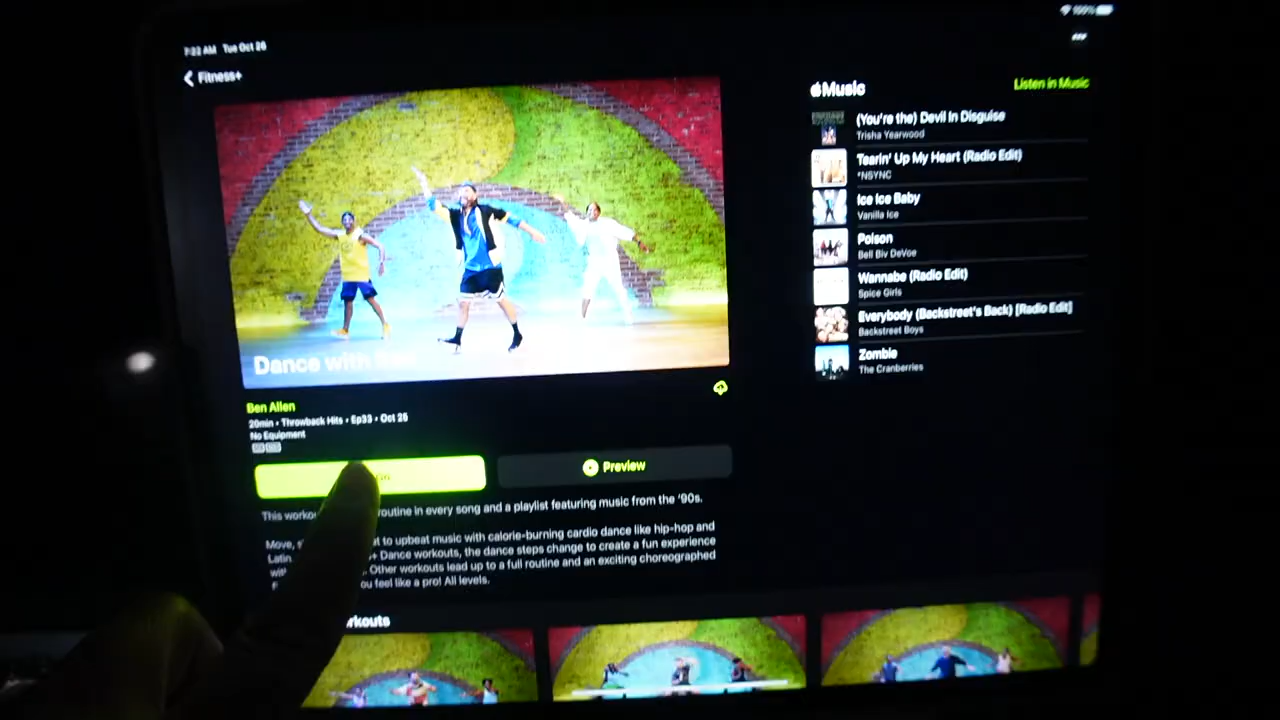 7:22 AM Tue Oct 26
100%
Fitness+
Music
Listen in Music
(You're the) Devil In Disguise
Trisha Yearwood
Tearin' Up My Heart (Radio Edit)
*NSYNC
Ice Ice Baby
Vanilla Ice
Poison
Bell Biv DeVoe
Wannabe (Radio Edit)
Spice Girls
Everybody (Backstreet's Back) [Radio Edit]
Backstreet Boys
Zombie
The Cranberries
Dance with
Ben Allen
20min • Throwback Hits • Ep33 • Oct 25
No Equipment
Preview
This routine in every song and a playlist featuring music from the '90s.
Move, to upbeat music with calorie-burning cardio dance like hip-hop and
Latin. Dance workouts, the dance steps change to create a fun experience
Other workouts lead up to a full routine and an exciting choreographed
you feel like a pro! All levels.